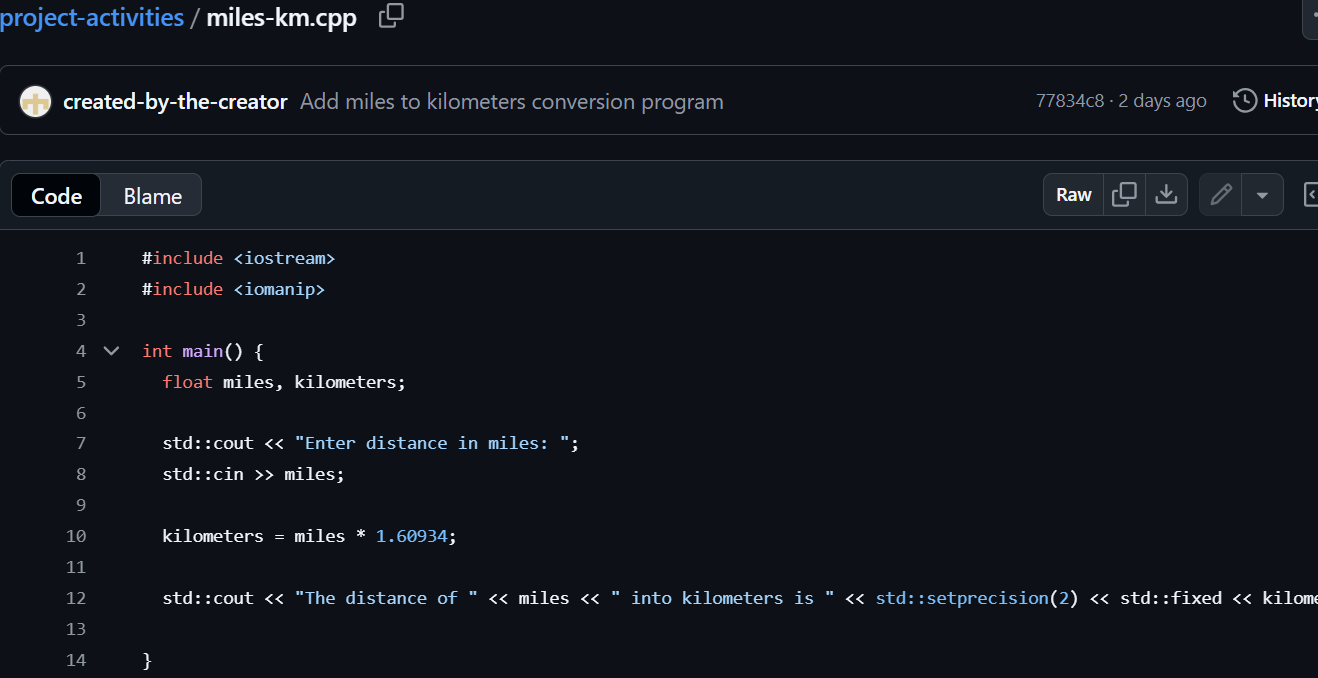 project-activities / miles-km.cpp
created-by-the-creator Add miles to kilometers conversion program 77834c8 · 2 days ago History
Code Blame Raw
1 #include <iostream>
2 #include <iomanip>
3
4 int main() {
5 float miles, kilometers;
6
7 std::cout << "Enter distance in miles: ";
8 std::cin >> miles;
9
10 kilometers = miles * 1.60934;
11
12 std::cout << "The distance of " << miles << " into kilometers is " << std::setprecision(2) << std::fixed <<
13
14 }